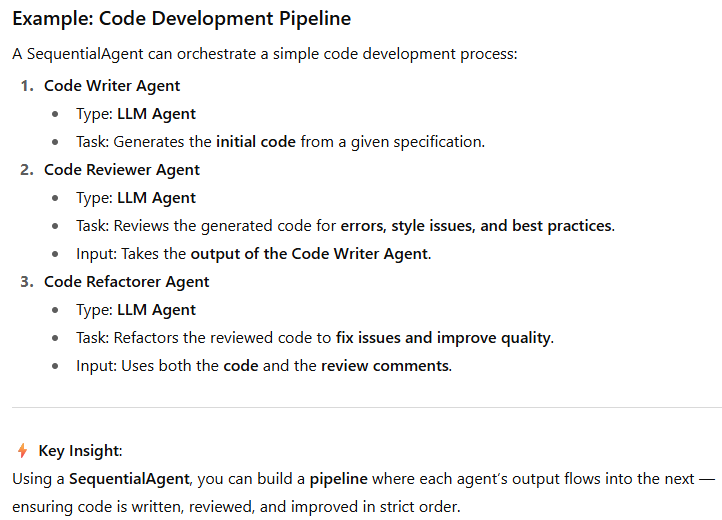 Example: Code Development Pipeline
A SequentialAgent can orchestrate a simple code development process:
1. Code Writer Agent
• Type: LLM Agent
• Task: Generates the initial code from a given specification.
2. Code Reviewer Agent
• Type: LLM Agent
• Task: Reviews the generated code for errors, style issues, and best practices.
• Input: Takes the output of the Code Writer Agent.
3. Code Refactorer Agent
• Type: LLM Agent
• Task: Refactors the reviewed code to fix issues and improve quality.
• Input: Uses both the code and the review comments.
⚡ Key Insight:
Using a SequentialAgent, you can build a pipeline where each agent’s output flows into the next —
ensuring code is written, reviewed, and improved in strict order.